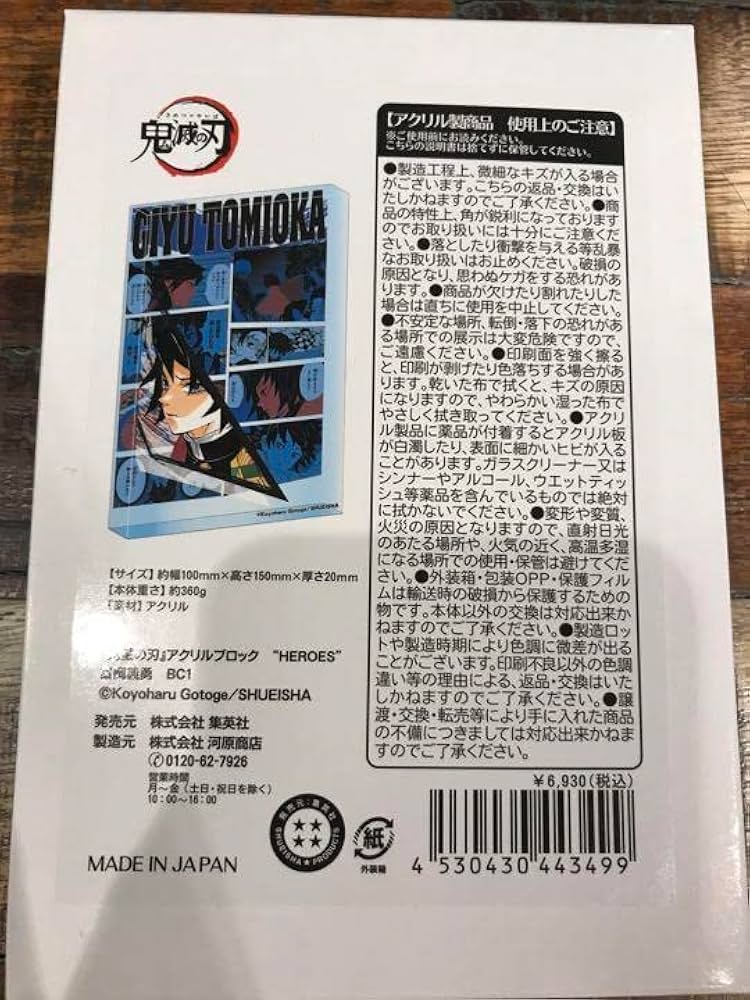 鬼滅の刃
GIYU TOMIOKA
©Koyoharu Gotoge/SHUEISHA
【サイズ】約幅100mm×高さ150mm×厚さ20mm
【本体重さ】約360g
【素材】アクリル
の刃』アクリルブロック “HEROES”
義勇 BC1
©Koyoharu Gotoge/SHUEISHA
発売元 株式会社 集英社
製造元 株式会社 河原商店
0120-62-7926
営業時間
月〜金（土日・祝日を除く）
10：00〜16：00
MADE IN JAPAN
発売元：集英社
SHUEISHA★PRODUCTS
紙
外装箱
【アクリル製商品 使用上のご注意】
※ご使用前にお読みください。
こちらの説明書は捨てずに保管してください。
●製造工程上、微細なキズが入る場合
がございます。こちらの返品・交換はい
たしかねますのでご了承ください。●商
品の特性上、角が鋭利になっております
のでお取り扱いには十分にご注意くださ
い。●落としたり衝撃を与える等乱暴
なお取り扱いはお止めください。破損の
原因となり、思わぬケガをする恐れがあ
ります。●商品が欠けたり割れたりした
場合は直ちに使用を中止してください。
●不安定な場所、転倒・落下の恐れがあ
る場所での展示は大変危険ですので、
ご遠慮ください。●印刷面を強く擦る
と、印刷が剥げたり色落ちする場合があ
ります。乾いた布で拭くと、キズの原因
になりますので、やわらかい湿った布で
やさしく拭き取ってください。●アクリ
ル製品に薬品が付着するとアクリル板
が白濁したり、表面に細かいヒビが入る
ことがあります。ガラスクリーナー又は
シンナーやアルコール、ウエットティッ
シュ等薬品を含んでいるものでは絶対
に拭かないでください。●変形や変質、
火災の原因となりますので、直射日光
のあたる場所や、火気の近く、高温多湿
になる場所での使用・保管は避けてくだ
さい。●外装箱・包装OPP・保護フィル
ムは輸送時の破損から保護するための
物です。本体以外の交換は対応出来か
ねますのでご了承ください。●製造ロッ
トや製造時期により色調に微差が出る
ことがございます。印刷不良以外の色調
違い等の理由による、返品・交換はいた
しかねますのでご了承ください。●譲
渡・交換・転売等により手に入れた商品
の不備につきましては対応出来かねま
すのでご了承ください。
￥6,930（税込）
4 530430 443499